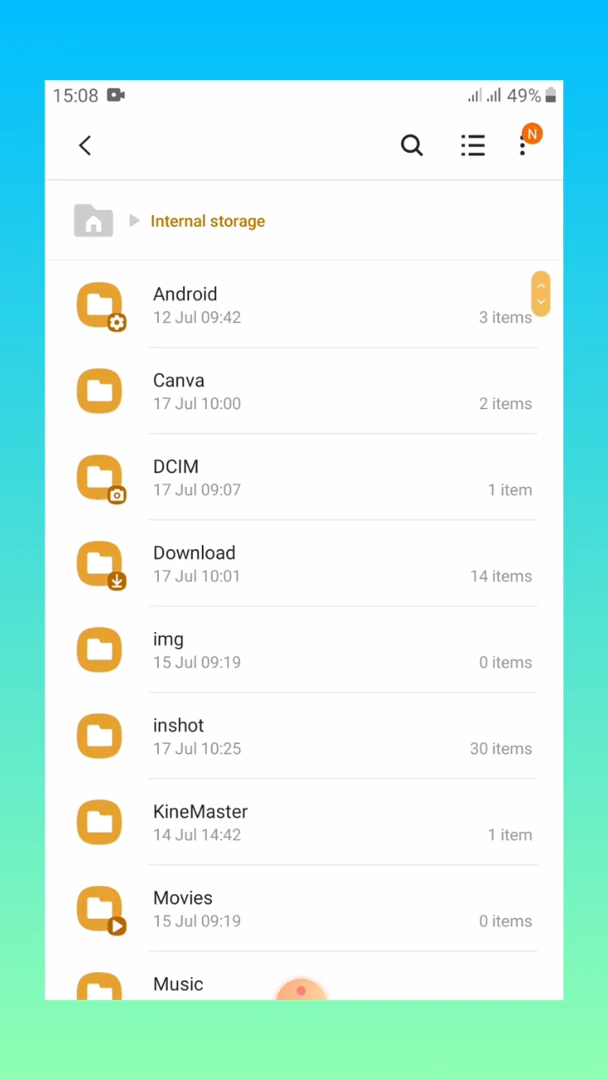 15:08 49%
N
Internal storage
Android
12 Jul 09:42 3 items
Canva
17 Jul 10:00 2 items
DCIM
17 Jul 09:07 1 item
Download
17 Jul 10:01 14 items
img
15 Jul 09:19 0 items
inshot
17 Jul 10:25 30 items
KineMaster
14 Jul 14:42 1 item
Movies
15 Jul 09:19 0 items
Music